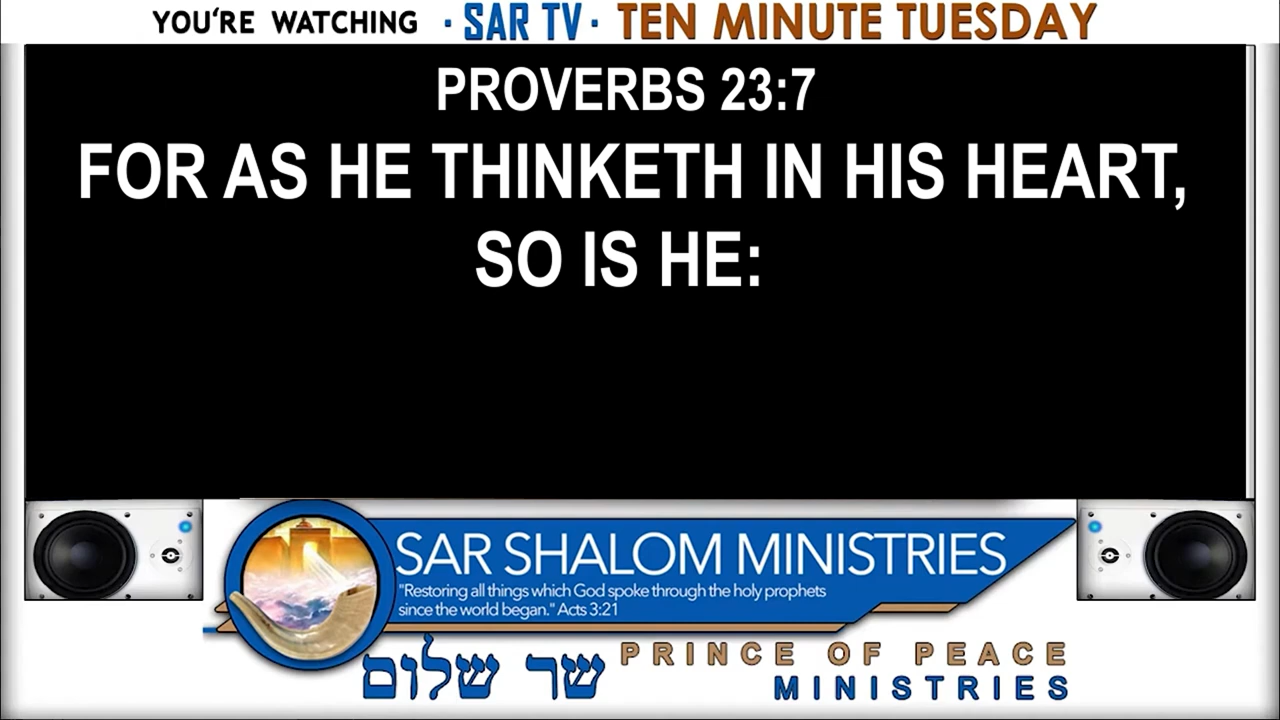 YOU'RE WATCHING · SAR TV · TEN MINUTE TUESDAY
PROVERBS 23:7
FOR AS HE THINKETH IN HIS HEART,
SO IS HE:
SAR SHALOM MINISTRIES
"Restoring all things which God spoke through the holy prophets
since the world began." Acts 3:21
שר שלום
PRINCE OF PEACE
MINISTRIES